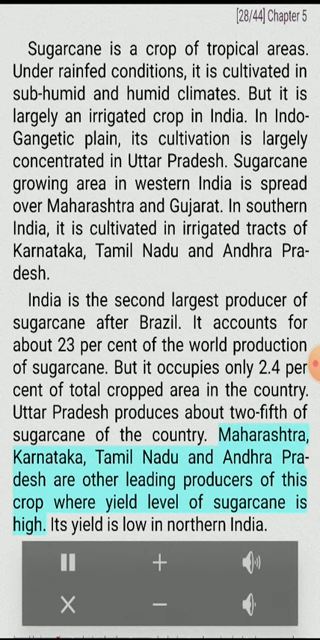 [28/44] Chapter 5
Sugarcane is a crop of tropical areas.
Under rainfed conditions, it is cultivated in
sub-humid and humid climates. But it is
largely an irrigated crop in India. In Indo-
Gangetic plain, its cultivation is largely
concentrated in Uttar Pradesh. Sugarcane
growing area in western India is spread
over Maharashtra and Gujarat. In southern
India, it is cultivated in irrigated tracts of
Karnataka, Tamil Nadu and Andhra Pra-
desh.
India is the second largest producer of
sugarcane after Brazil. It accounts for
about 23 per cent of the world production
of sugarcane. But it occupies only 2.4 per
cent of total cropped area in the country.
Uttar Pradesh produces about two-fifth of
sugarcane of the country. Maharashtra,
Karnataka, Tamil Nadu and Andhra Pra-
desh are other leading producers of this
crop where yield level of sugarcane is
high. Its yield is low in northern India.